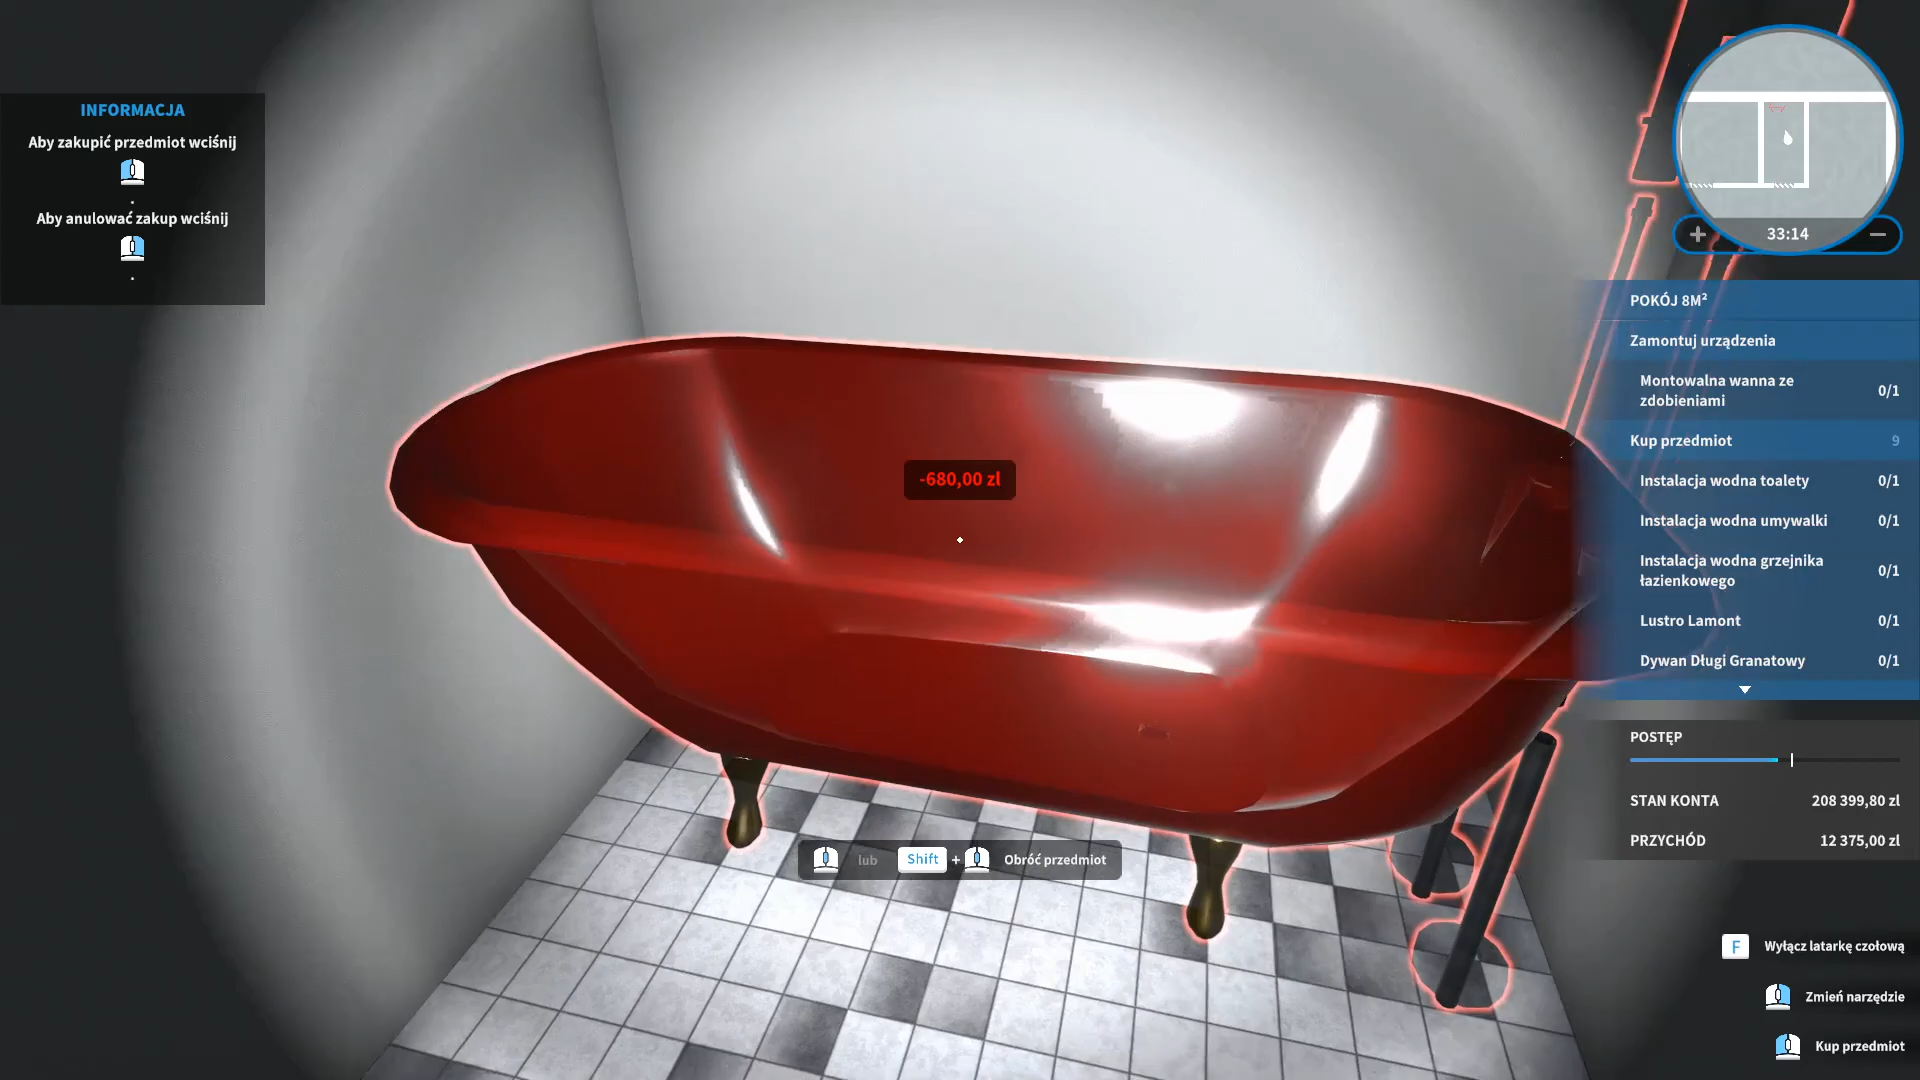 INFORMACJA
Aby zakupić przedmiot wciśnij
.
Aby anulować zakup wciśnij
.
33:14
POKÓJ 8M²
Zamontuj urządzenia
Montowalna wanna ze
zdobieniami 0/1
Kup przedmiot 9
Instalacja wodna toalety 0/1
Instalacja wodna umywalki 0/1
Instalacja wodna grzejnika
łazienkowego 0/1
Lustro Lamont 0/1
Dywan Długi Granatowy 0/1
-680,00 zl
POSTĘP
STAN KONTA 208 399,80 zl
PRZYCHÓD 12 375,00 zl
lub Shift + Obróć przedmiot
F Wyłącz latarkę czołową
Zmień narzędzie
Kup przedmiot